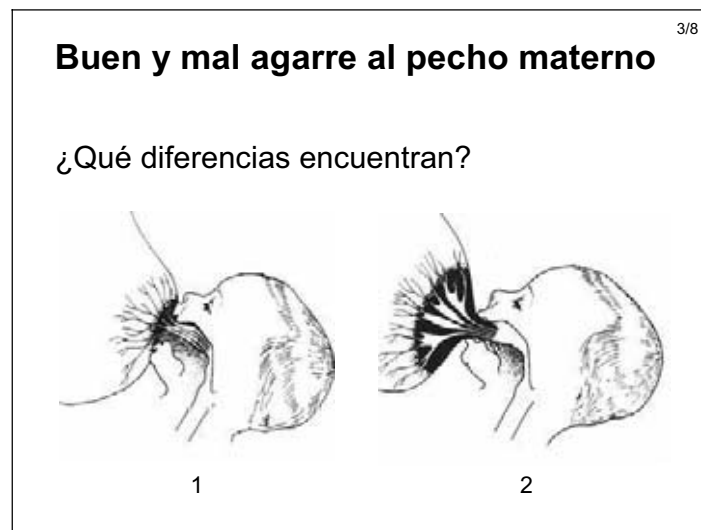 3/8
Buen y mal agarre al pecho materno
¿Qué diferencias encuentran?
1
2